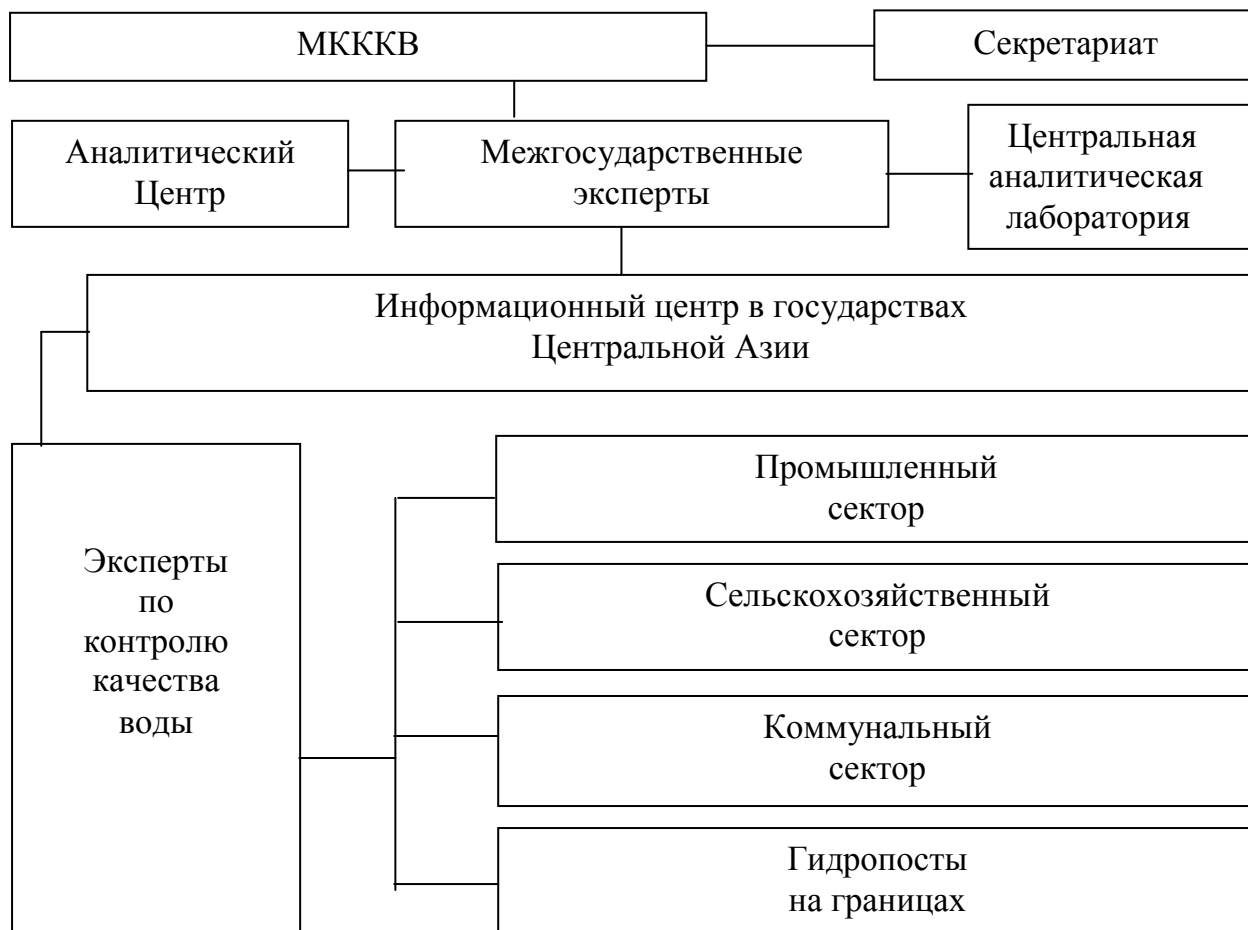 МКККВ
Секретариат
Аналитический
Центр
Межгосударственные
эксперты
Центральная
аналитическая
лаборатория
Информационный центр в государствах
Центральной Азии
Эксперты
по
контролю
качества
воды
Промышленный
сектор
Сельскохозяйственный
сектор
Коммунальный
сектор
Гидропосты
на границах